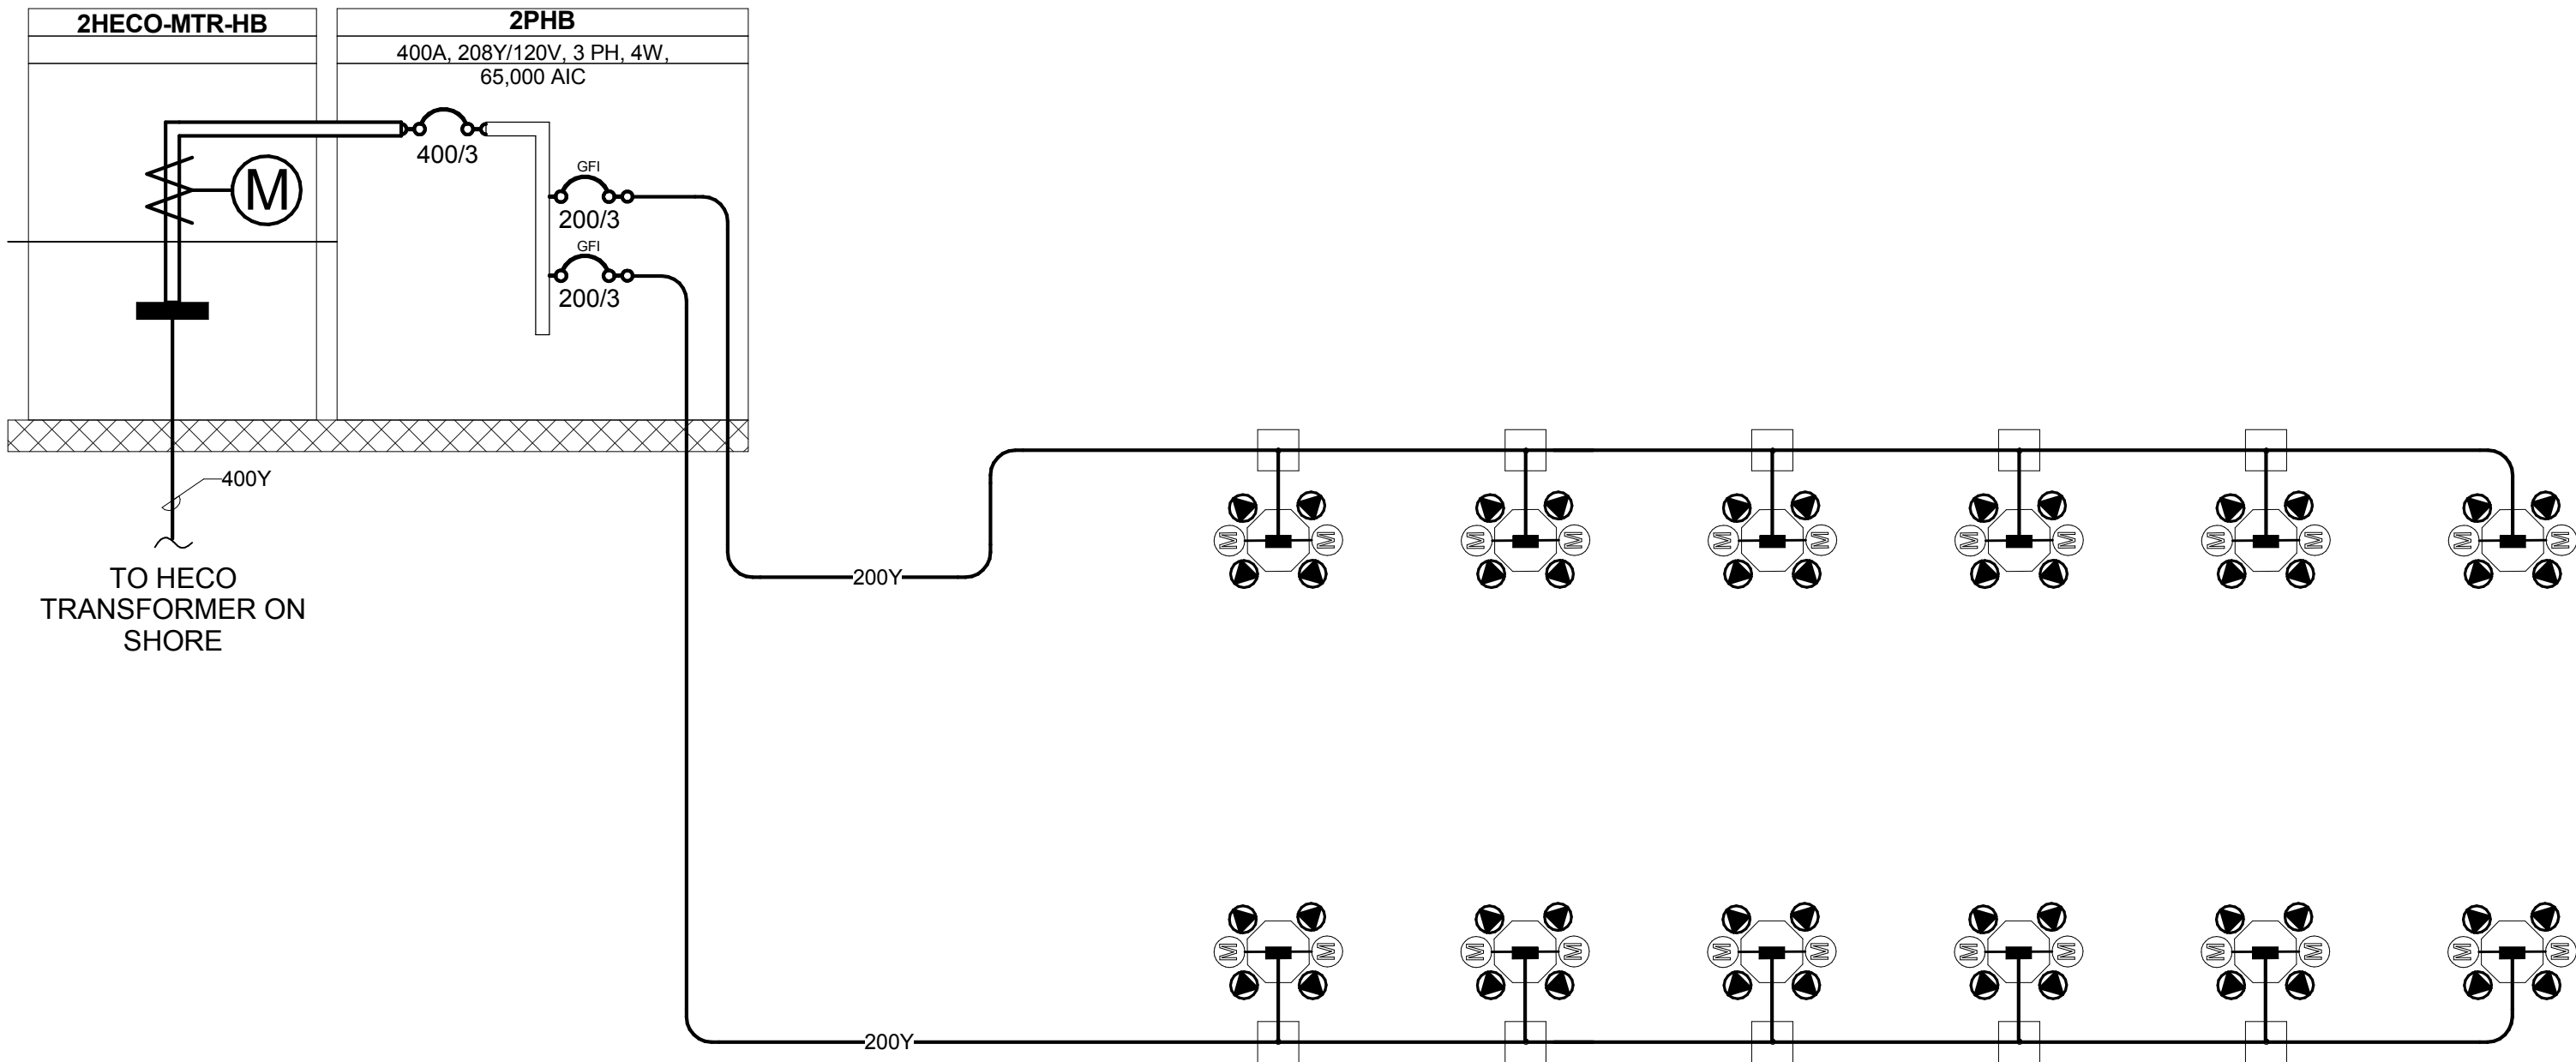 2HECO-MTR-HB
2PHB
400A, 208Y/120V, 3 PH, 4W,
65,000 AIC
400/3
M
GFI
200/3
GFI
200/3
400Y
TO HECO
TRANSFORMER ON
SHORE
200Y
M M M M M M M M M M M M
M M M M M M M M M M M M
200Y